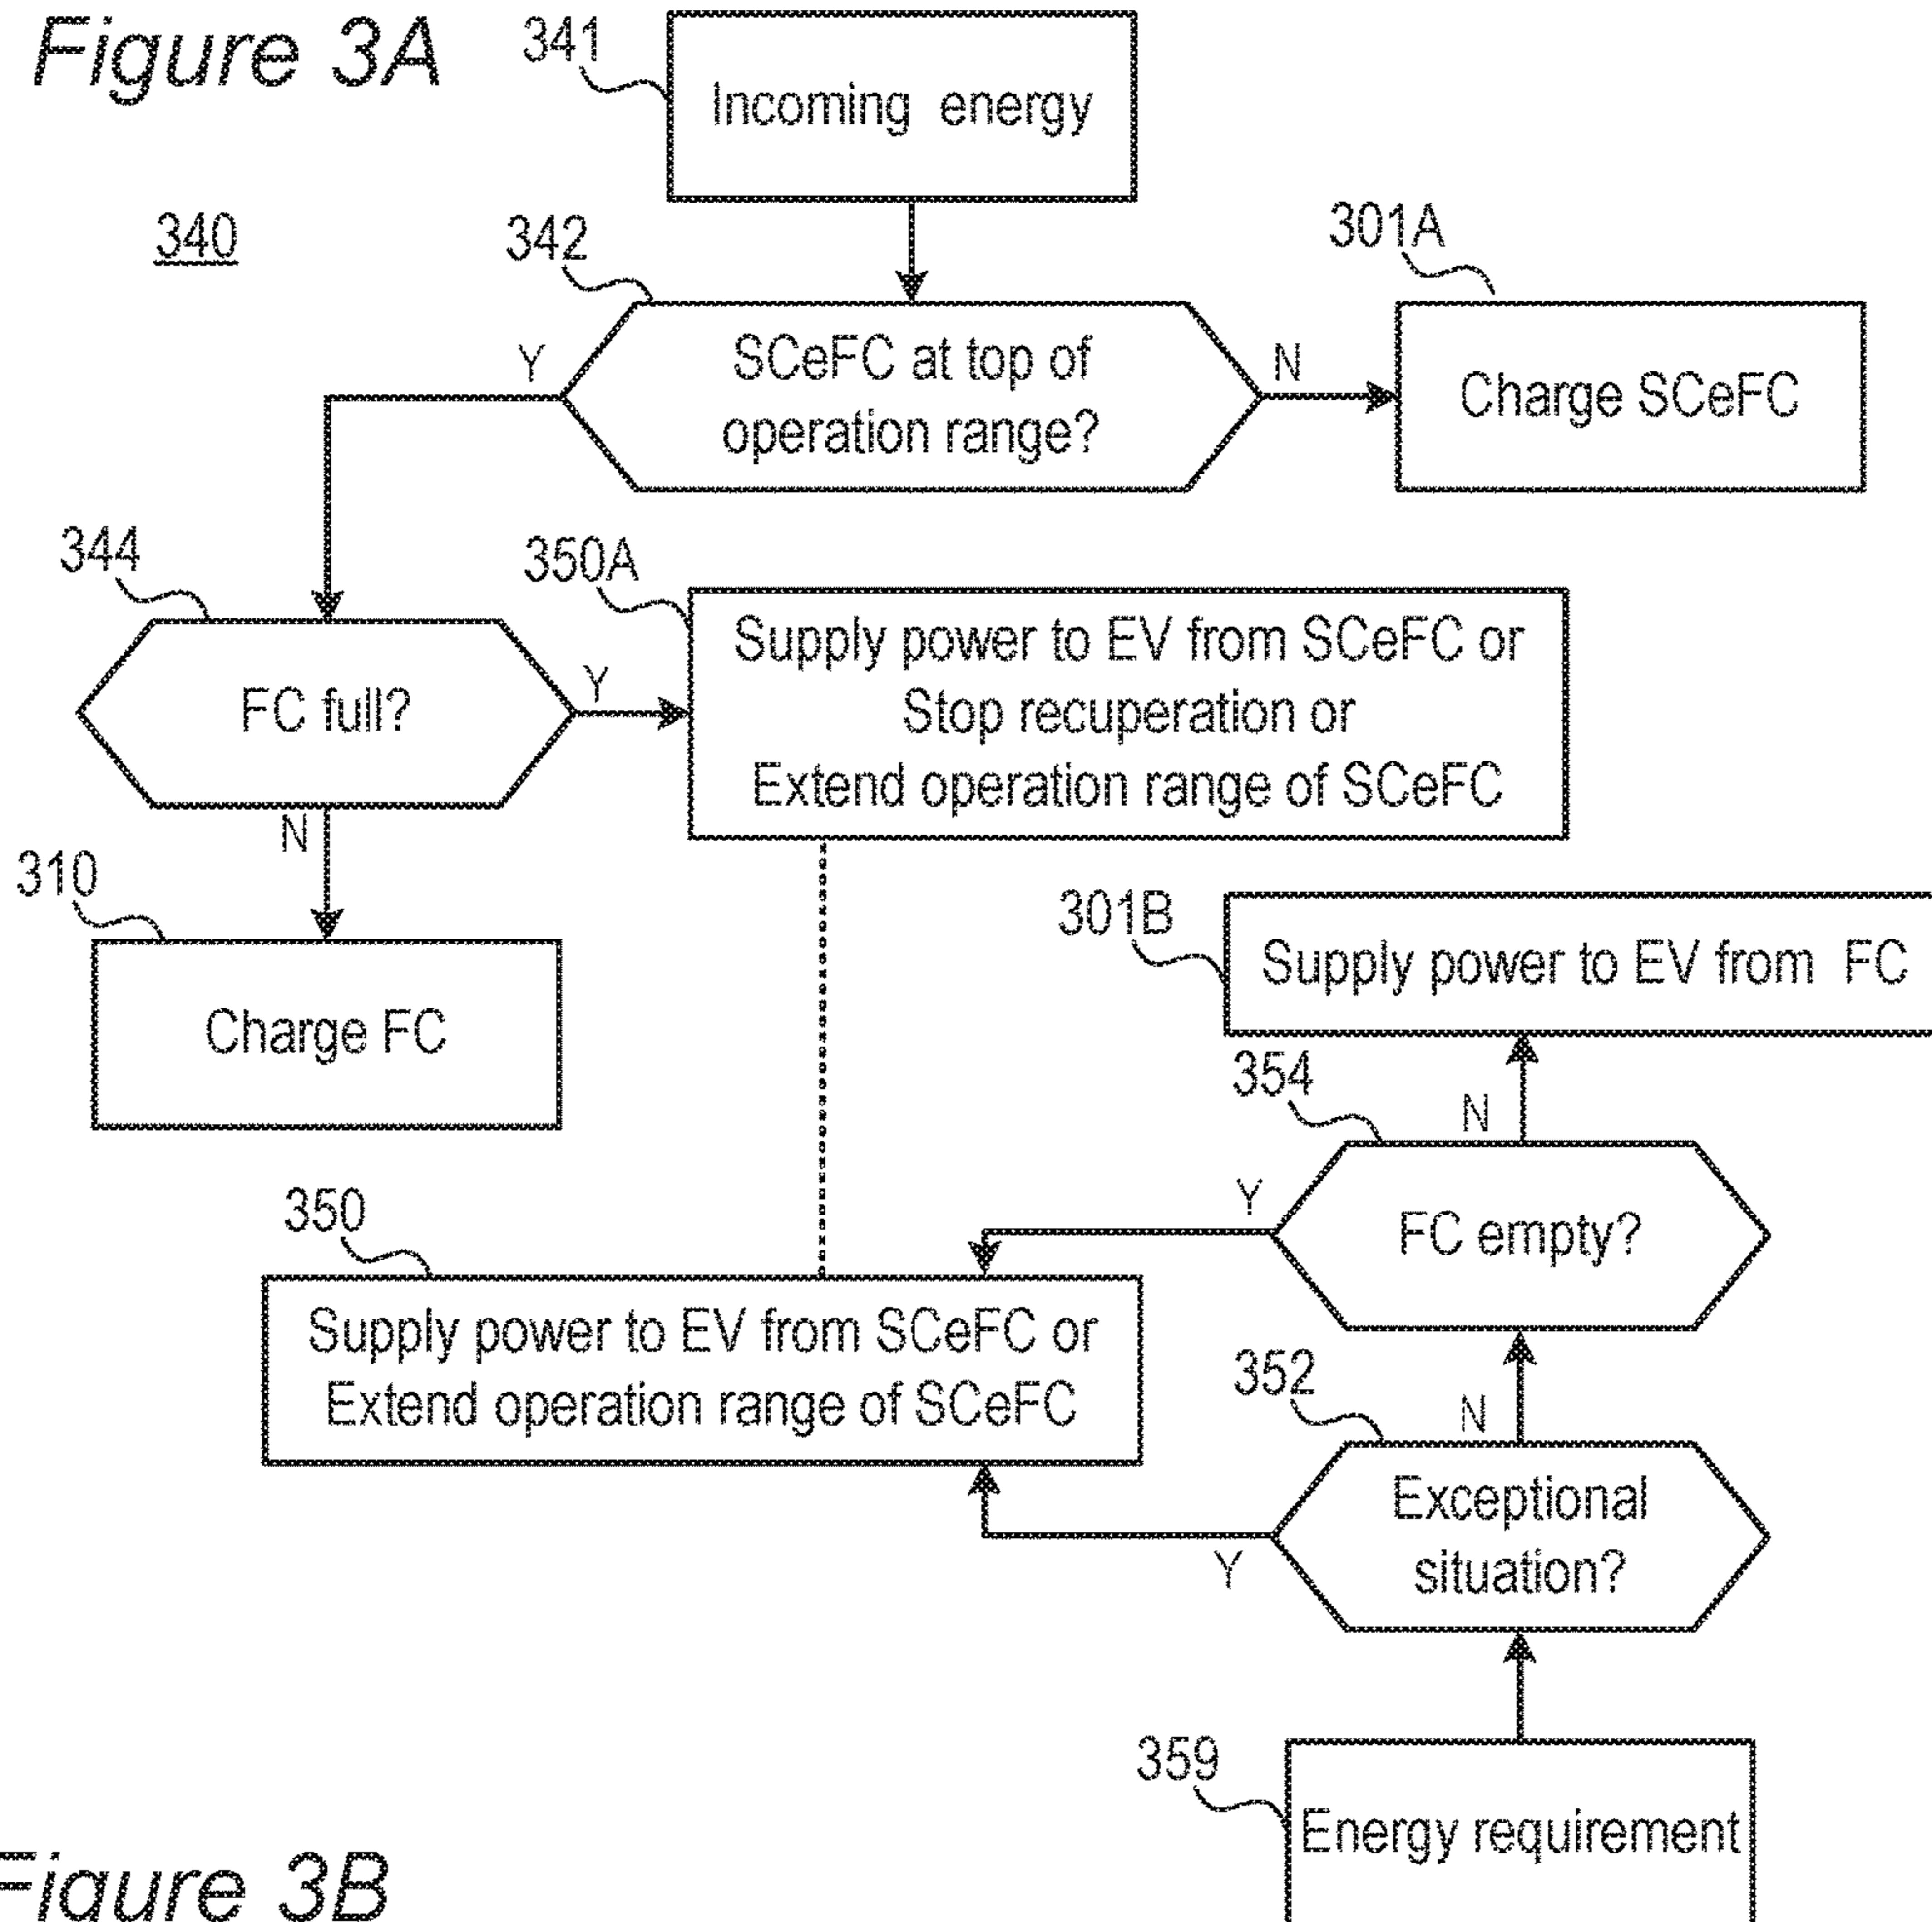 Figure 3A
341
Incoming energy
340
342
301A
Y
SCeFC at top of
operation range?
N
Charge SCeFC
344
350A
FC full?
Y
Supply power to EV from SCeFC or
Stop recuperation or
Extend operation range of SCeFC
N
310
Charge FC
301B
Supply power to EV from FC
354
N
Y
FC empty?
350
Supply power to EV from SCeFC or
Extend operation range of SCeFC
352
N
Exceptional
situation?
Y
359
Energy requirement
Figure 3B